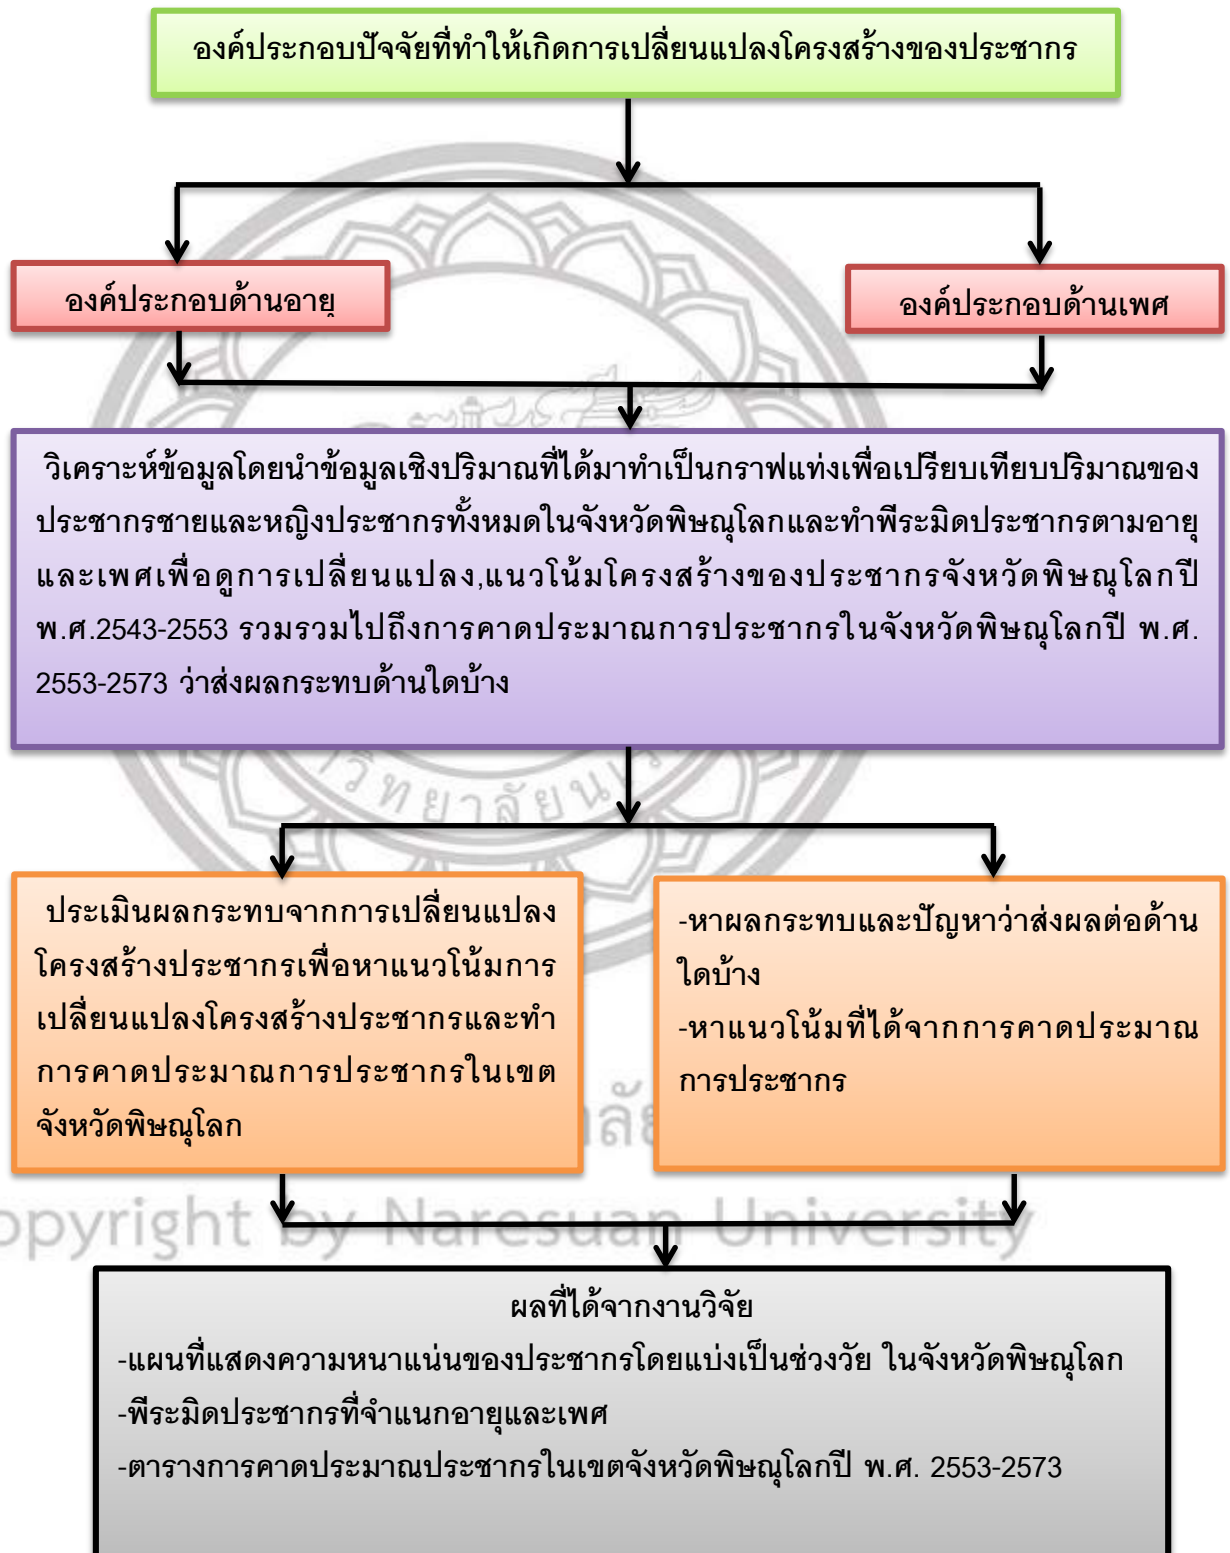 องค์ประกอบปัจจัยที่ทำให้เกิดการเปลี่ยนแปลงโครงสร้างของประชากร
องค์ประกอบด้านอายุ
องค์ประกอบด้านเพศ
วิเคราะห์ข้อมูลโดยนำข้อมูลเชิงปริมาณที่ได้มาทำเป็นกราฟแท่งเพื่อเปรียบเทียบปริมาณของ
ประชากรชายและหญิงประชากรทั้งหมดในจังหวัดพิษณุโลกและทำพีระมิดประชากรตามอายุ
และเพศเพื่อดูการเปลี่ยนแปลง,แนวโน้มโครงสร้างของประชากรจังหวัดพิษณุโลกปี
พ.ศ.2543-2553 รวมรวมไปถึงการคาดประมาณการประชากรในจังหวัดพิษณุโลกปี พ.ศ.
2553-2573 ว่าส่งผลกระทบด้านใดบ้าง
ประเมินผลกระทบจากการเปลี่ยนแปลง
โครงสร้างประชากรเพื่อหาแนวโน้มการ
เปลี่ยนแปลงโครงสร้างประชากรและทำ
การคาดประมาณการประชากรในเขต
จังหวัดพิษณุโลก
-หาผลกระทบและปัญหาว่าส่งผลต่อด้าน
ใดบ้าง
-หาแนวโน้มที่ได้จากการคาดประมาณ
การประชากร
opyright by Naresuan University
ผลที่ได้จากงานวิจัย
-แผนที่แสดงความหนาแน่นของประชากรโดยแบ่งเป็นช่วงวัย ในจังหวัดพิษณุโลก
-พีระมิดประชากรที่จำแนกอายุและเพศ
-ตารางการคาดประมาณประชากรในเขตจังหวัดพิษณุโลกปี พ.ศ. 2553-2573